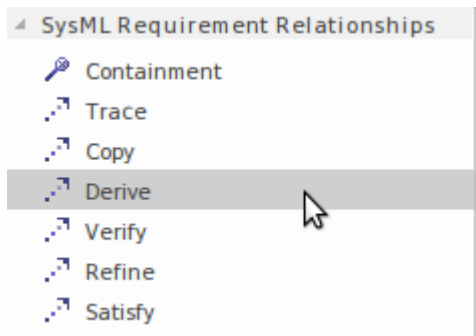 SysML Requirement Relationships
Containment
Trace
Copy
Derive
Verify
Refine
Satisfy